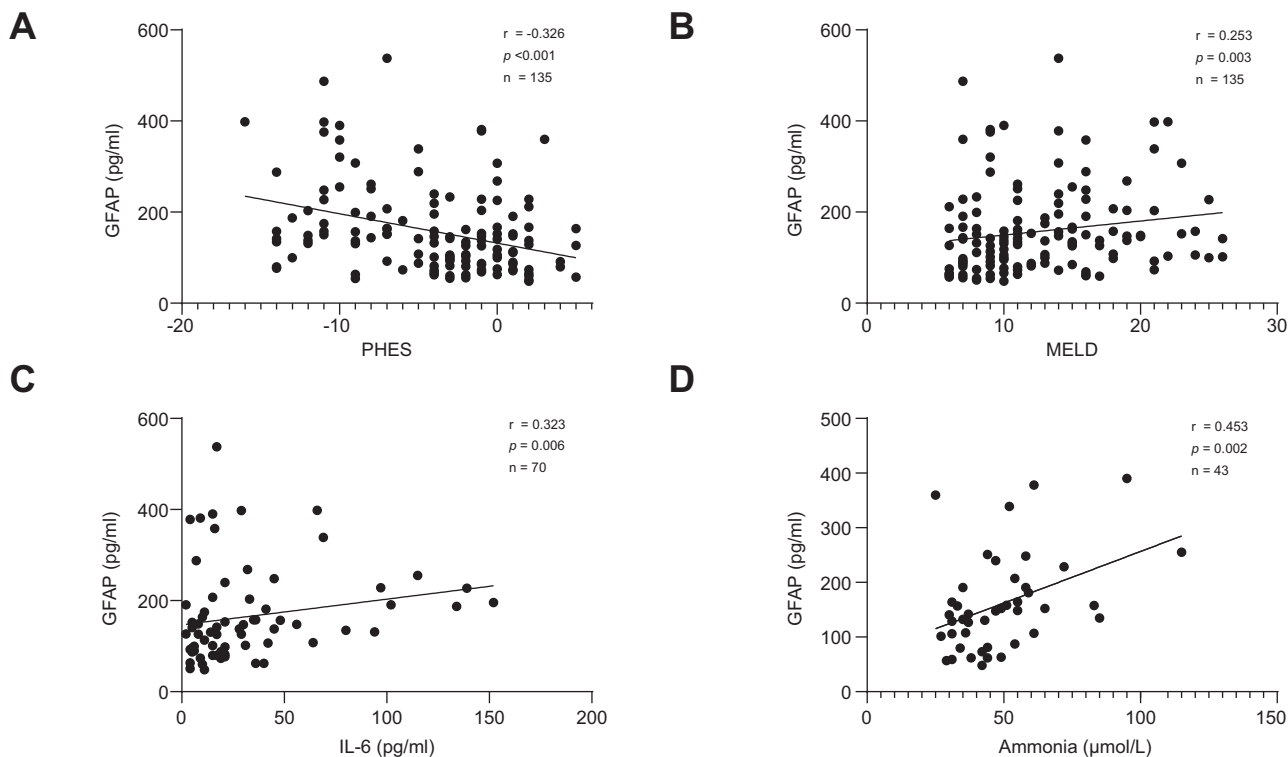 A
600
400
200
0
GFAP (pg/ml)
r = -0.326
p <0.001
n = 135
-20
-10
0
PHES
B
600
400
200
0
GFAP (pg/ml)
r = 0.253
p = 0.003
n = 135
0
10
20
30
MELD
C
600
400
200
0
GFAP (pg/ml)
r = 0.323
p = 0.006
n = 70
0
50
100
150
200
IL-6 (pg/ml)
D
500
400
300
200
100
0
GFAP (pg/ml)
r = 0.453
p = 0.002
n = 43
0
50
100
150
Ammonia (μmol/L)